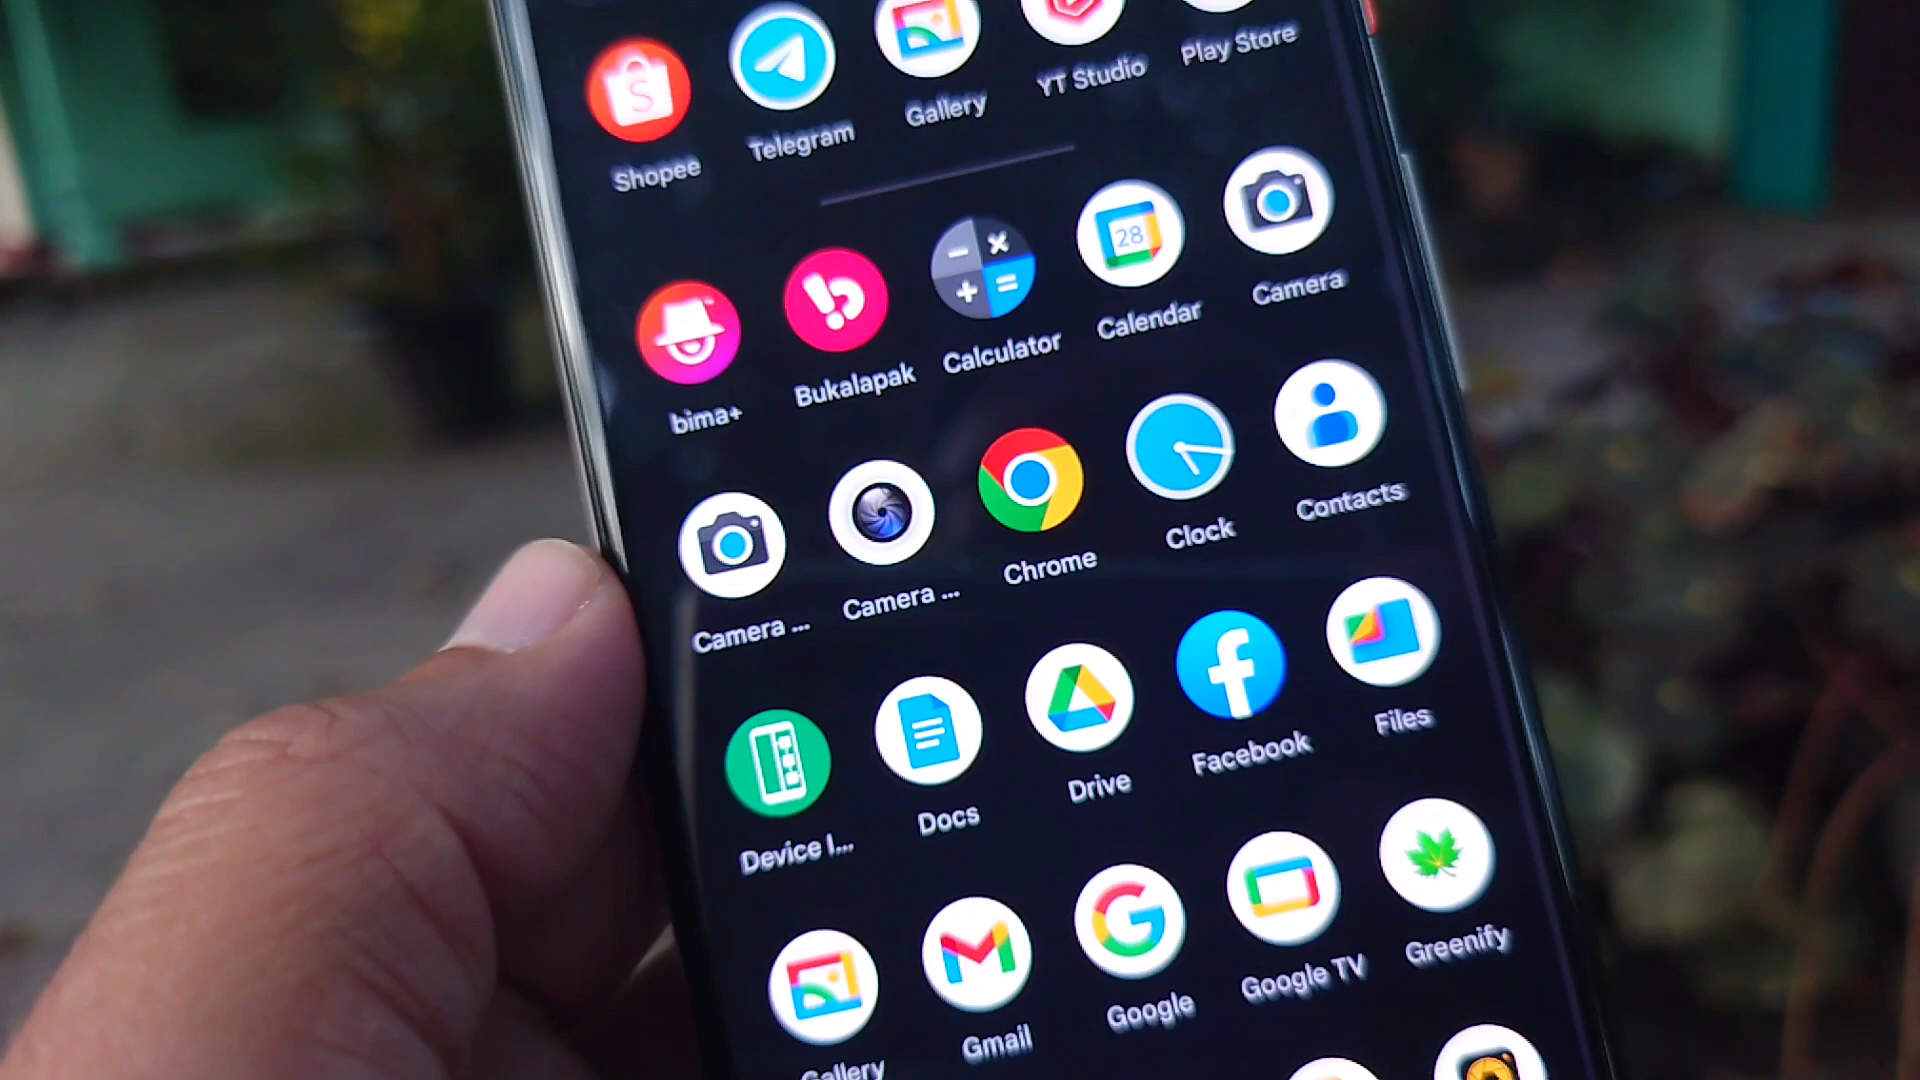 Shopee
Telegram
Gallery
YT Studio
Play Store
bima+
Bukalapak
Calculator
28
Calendar
Camera
Camera ...
Camera ...
Chrome
Clock
Contacts
Device I...
Docs
Drive
Facebook
Files
Gallery
Gmail
Google
Google TV
Greenify